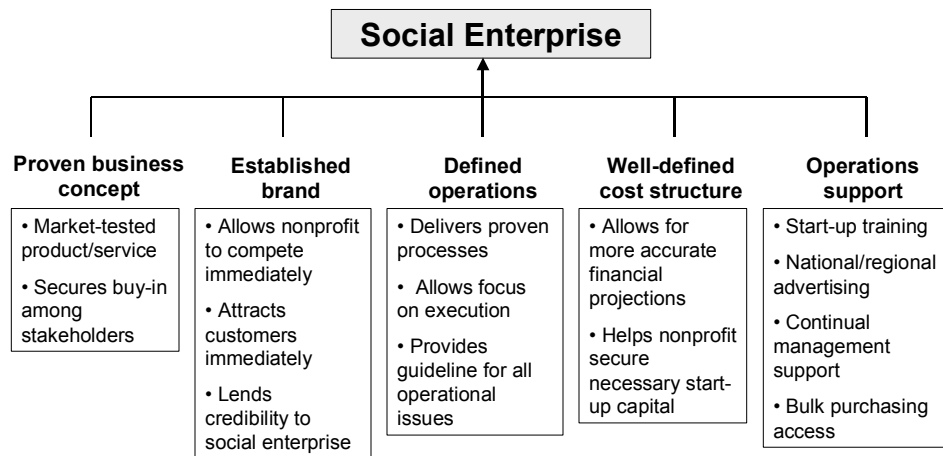 Social Enterprise
Proven business
concept
• Market-tested
product/service
• Secures buy-in
among
stakeholders
Established
brand
• Allows nonprofit
to compete
immediately
• Attracts
customers
immediately
• Lends
credibility to
social enterprise
Defined
operations
• Delivers proven
processes
• Allows focus
on execution
• Provides
guideline for all
operational
issues
Well-defined
cost structure
• Allows for
more accurate
financial
projections
• Helps nonprofit
secure
necessary start-
up capital
Operations
support
• Start-up training
• National/regional
advertising
• Continual
management
support
• Bulk purchasing
access